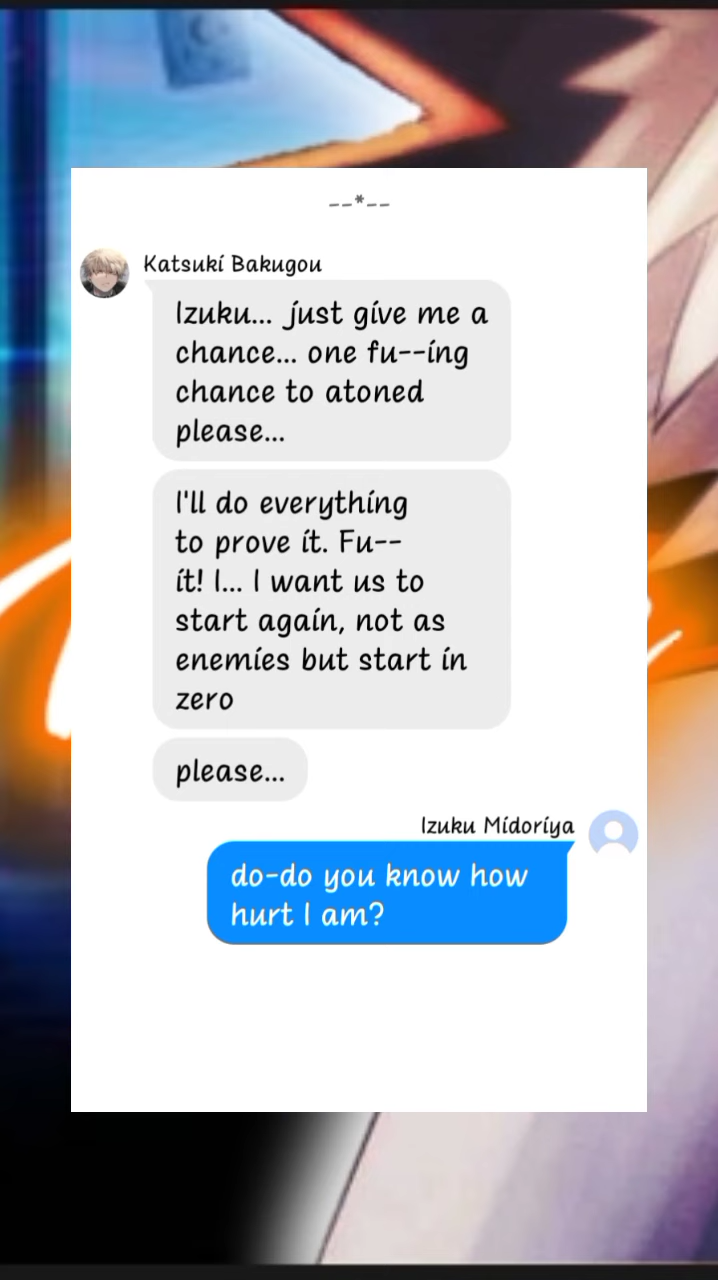 --*--
Katsuki Bakugou
Izuku... just give me a
chance... one fu--ing
chance to atoned
please...
I'll do everything
to prove it. Fu--
it! I... I want us to
start again, not as
enemies but start in
zero
please...
Izuku Midoriya
do-do you know how
hurt I am?